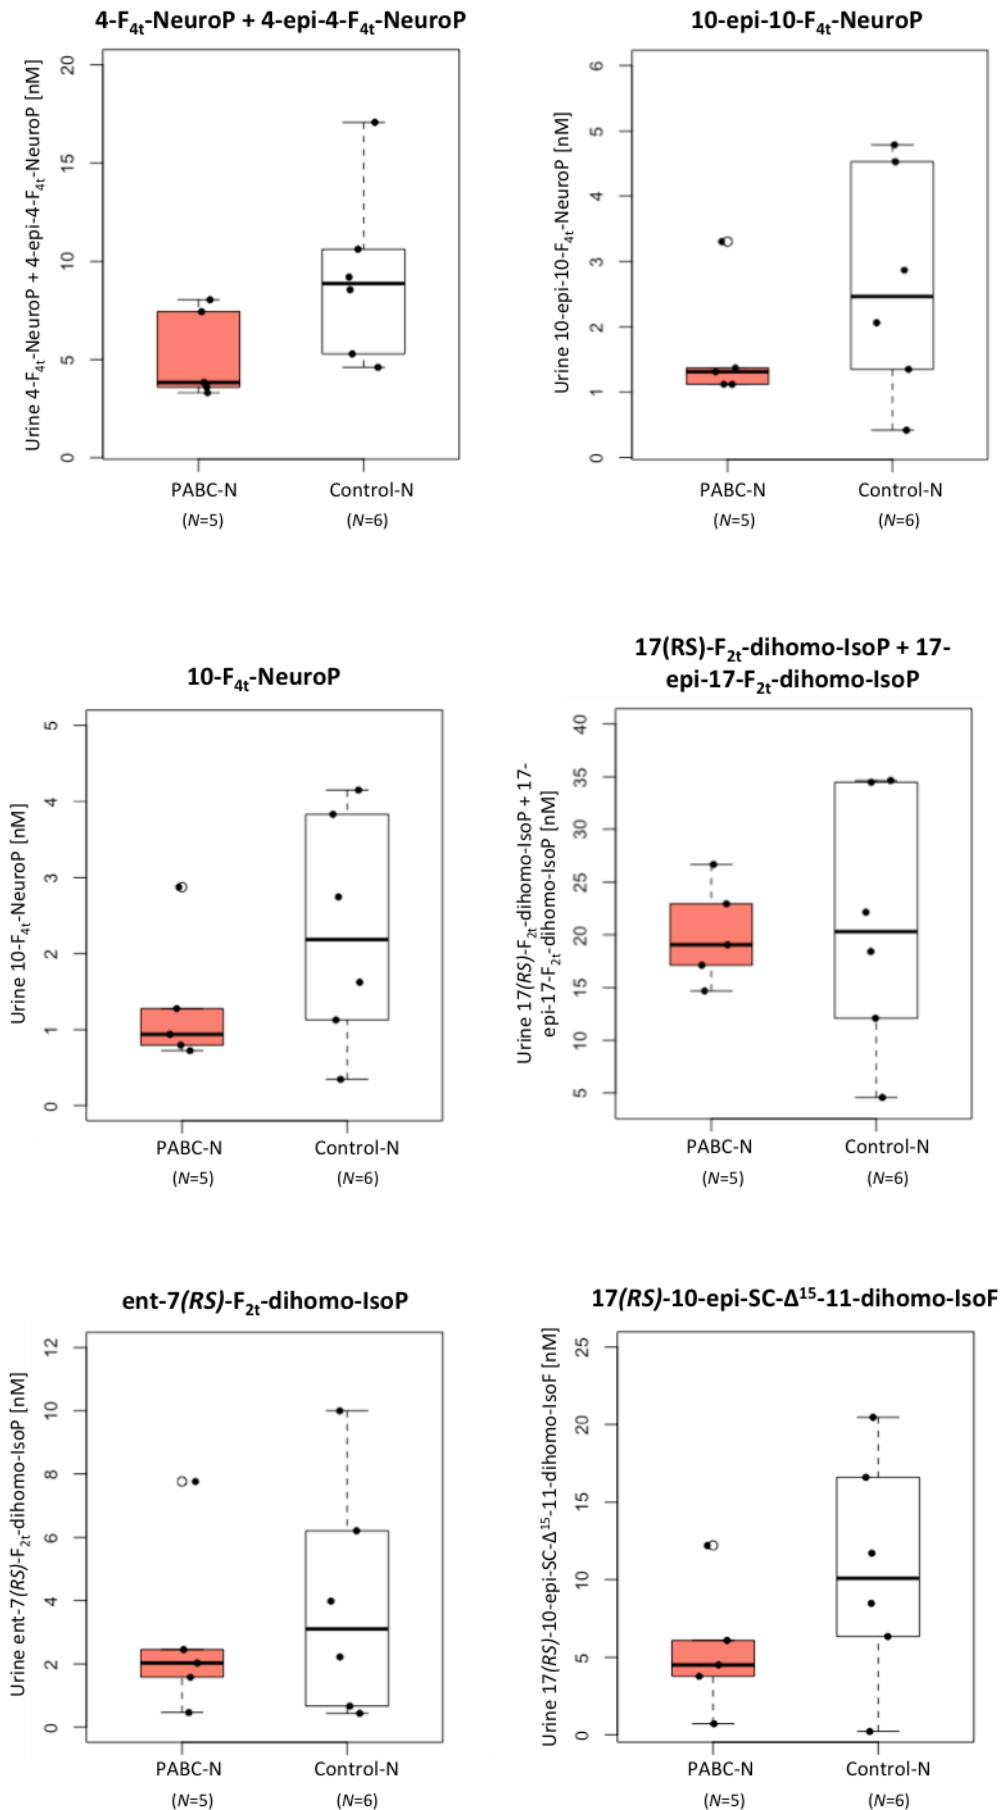 4-F4t-NeuroP + 4-epi-4-F4t-NeuroP
Urine 4-F4t-NeuroP + 4-epi-4-F4t-NeuroP [nM]
20
15
10
5
0
PABC-N
Control-N
(N=5)
(N=6)
10-epi-10-F4t-NeuroP
Urine 10-epi-10-F4t-NeuroP [nM]
6
5
4
3
2
1
0
PABC-N
Control-N
(N=5)
(N=6)
10-F4t-NeuroP
Urine 10-F4t-NeuroP [nM]
5
4
3
2
1
0
PABC-N
Control-N
(N=5)
(N=6)
17(RS)-F2t-dihomo-IsoP + 17-
epi-17-F2t-dihomo-IsoP
Urine 17(RS)-F2t-dihomo-IsoP + 17-
epi-17-F2t-dihomo-IsoP [nM]
40
35
30
25
20
15
10
5
PABC-N
Control-N
(N=5)
(N=6)
ent-7(RS)-F2t-dihomo-IsoP
Urine ent-7(RS)-F2t-dihomo-IsoP [nM]
12
10
8
6
4
2
0
PABC-N
Control-N
(N=5)
(N=6)
17(RS)-10-epi-SC-Δ15-11-dihomo-IsoF
Urine 17(RS)-10-epi-SC-Δ15-11-dihomo-IsoF [nM]
25
20
15
10
5
0
PABC-N
Control-N
(N=5)
(N=6)